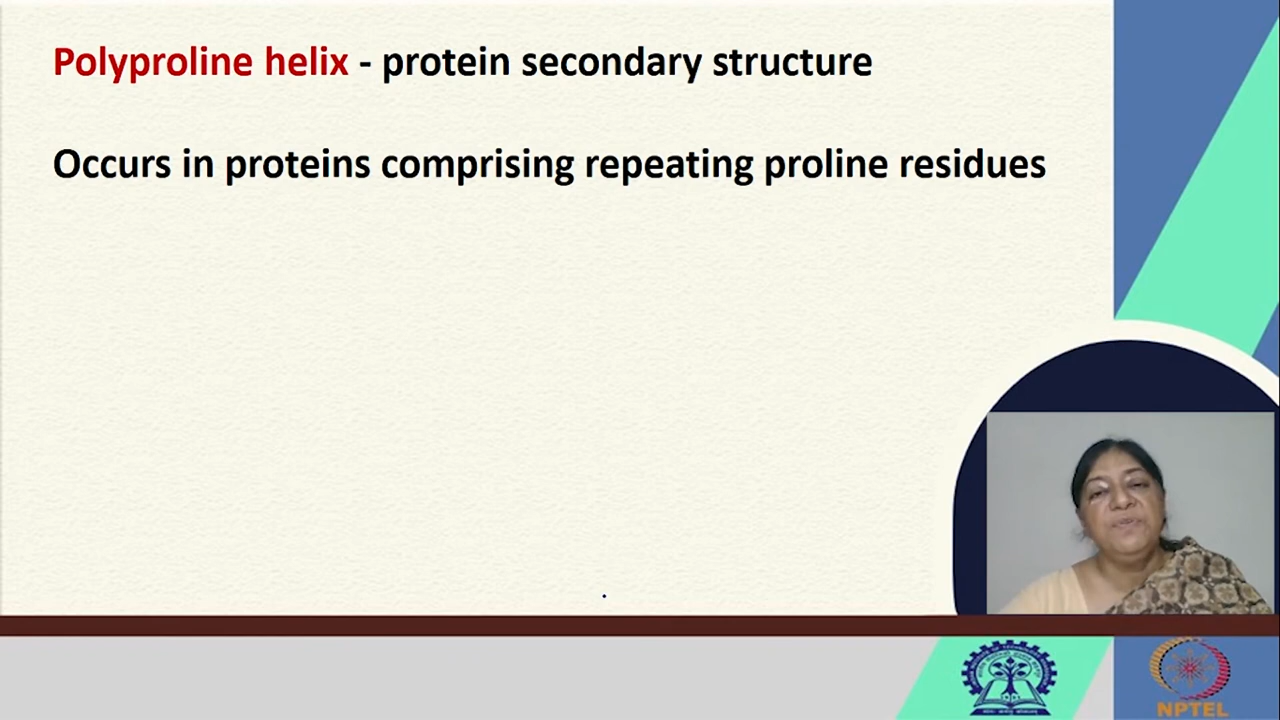 Polyproline helix - protein secondary structure
Occurs in proteins comprising repeating proline residues
NPTEL